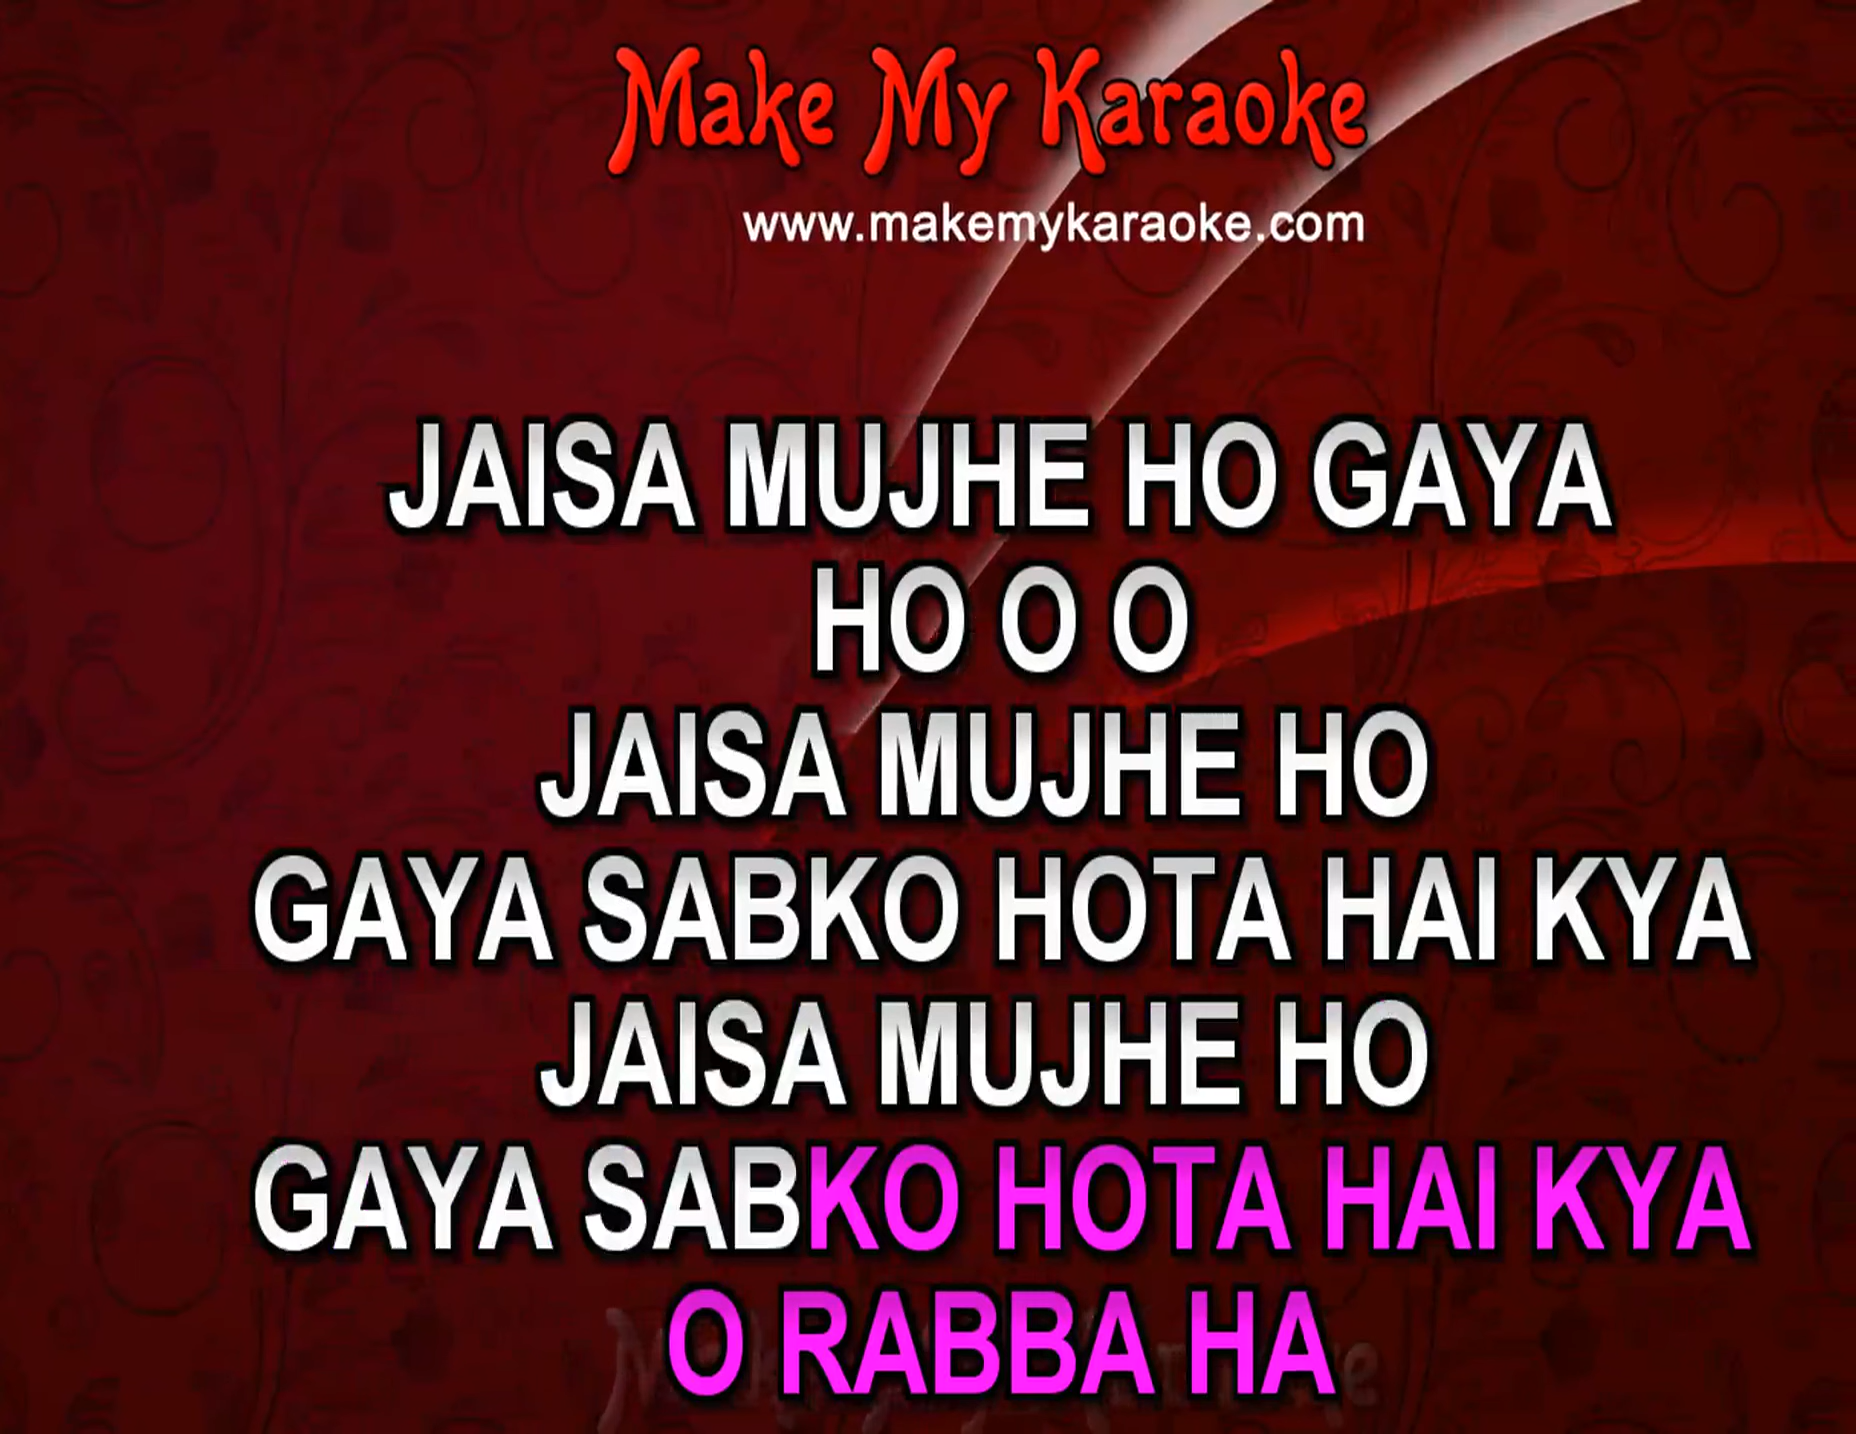 Make My Karaoke
www.makemykaraoke.com
JAISA MUJHE HO GAYA
HO O O
JAISA MUJHE HO
GAYA SABKO HOTA HAI KYA
JAISA MUJHE HO
GAYA SABKO HOTA HAI KYA
O RABBA HA